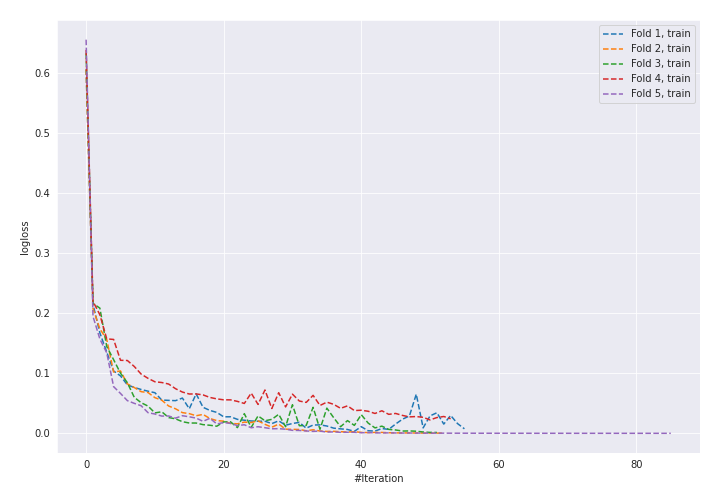 Fold 1, train
Fold 2, train
Fold 3, train
Fold 4, train
Fold 5, train
0.6
0.5
0.4
0.3
0.2
0.1
0.0
logloss
0 20 40 60 80
#Iteration